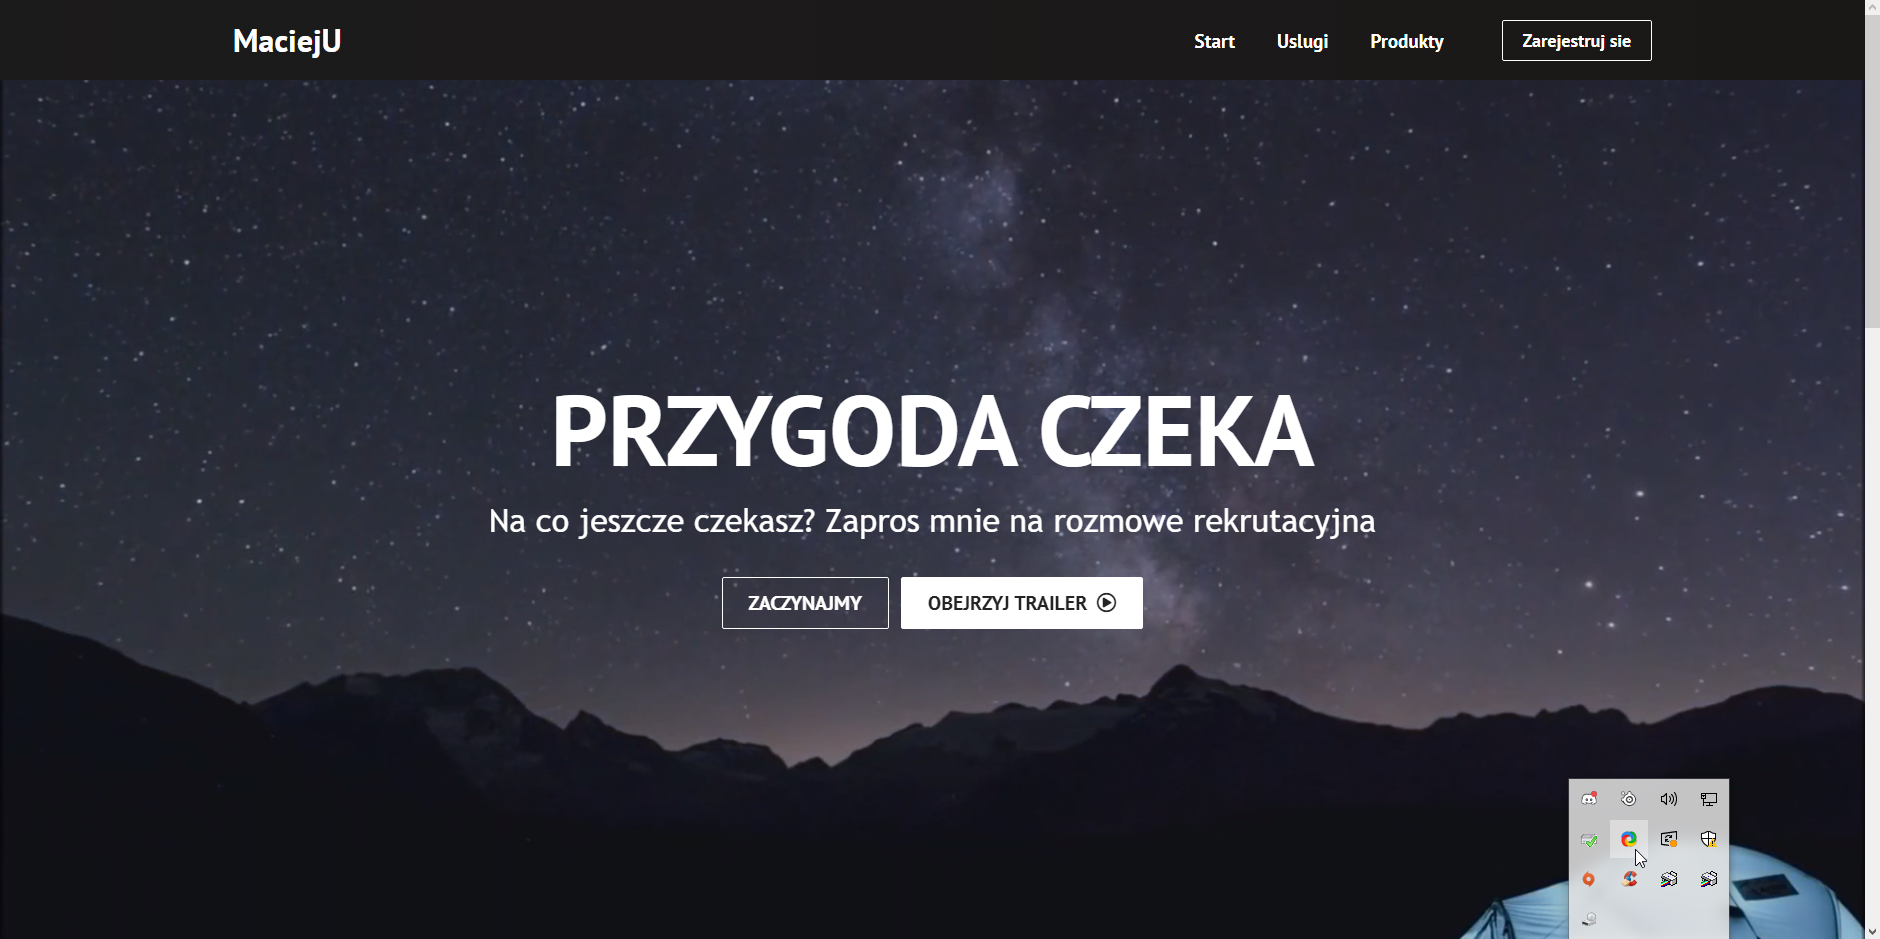 MaciejU
Start
Uslugi
Produkty
Zarejestruj sie
PRZYGODA CZEKA
Na co jeszcze czekasz? Zapros mnie na rozmowe rekrutacyjna
ZACZYNAJMY
OBEJRZYJ TRAILER